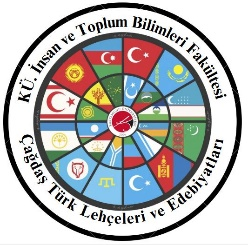 KÜ. İnsan ve Toplum Bilimleri Fakültesi
Çağdaş Türk Lehçeleri ve Edebiyatları